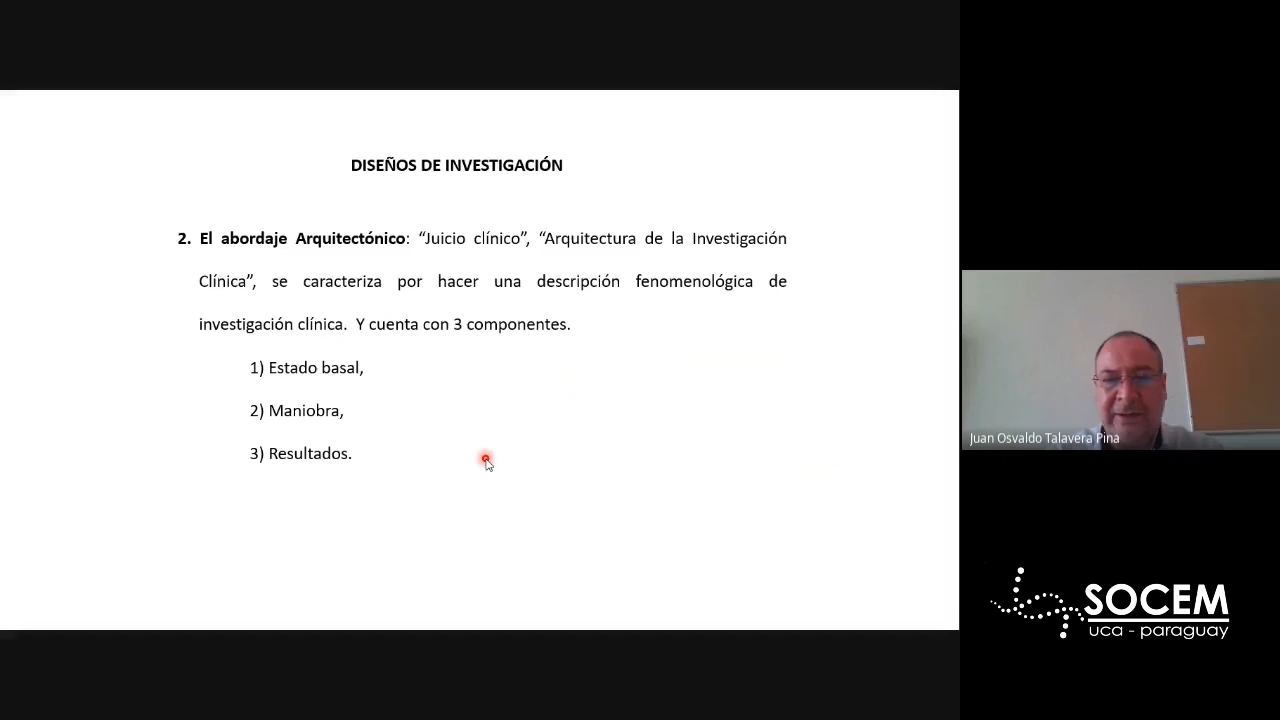 DISEÑOS DE INVESTIGACIÓN
2. El abordaje Arquitectónico: “Juicio clínico”, “Arquitectura de la Investigación
Clínica”, se caracteriza por hacer una descripción fenomenológica de
investigación clínica. Y cuenta con 3 componentes.
1) Estado basal,
2) Maniobra,
3) Resultados.
Juan Osvaldo Talavera Pina
SOCEM
uca - paraguay